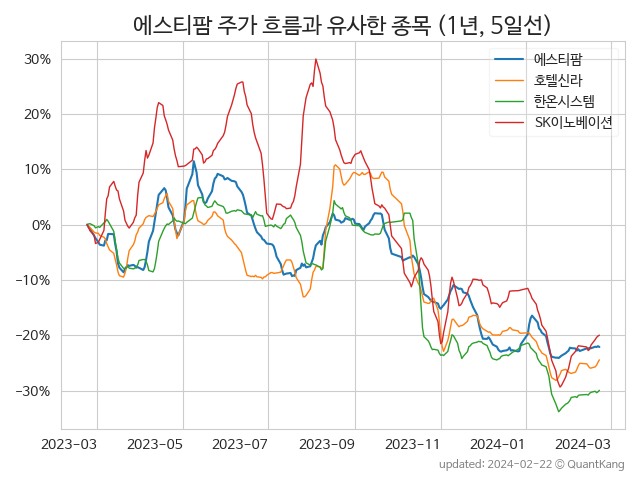 에스티팜 주가 흐름과 유사한 종목 (1년, 5일선)
에스티팜
호텔신라
한온시스템
SK이노베이션
30%
20%
10%
0%
−10%
−20%
−30%
2023-03
2023-05
2023-07
2023-09
2023-11
2024-01
2024-03
updated: 2024-02-22 © QuantKang